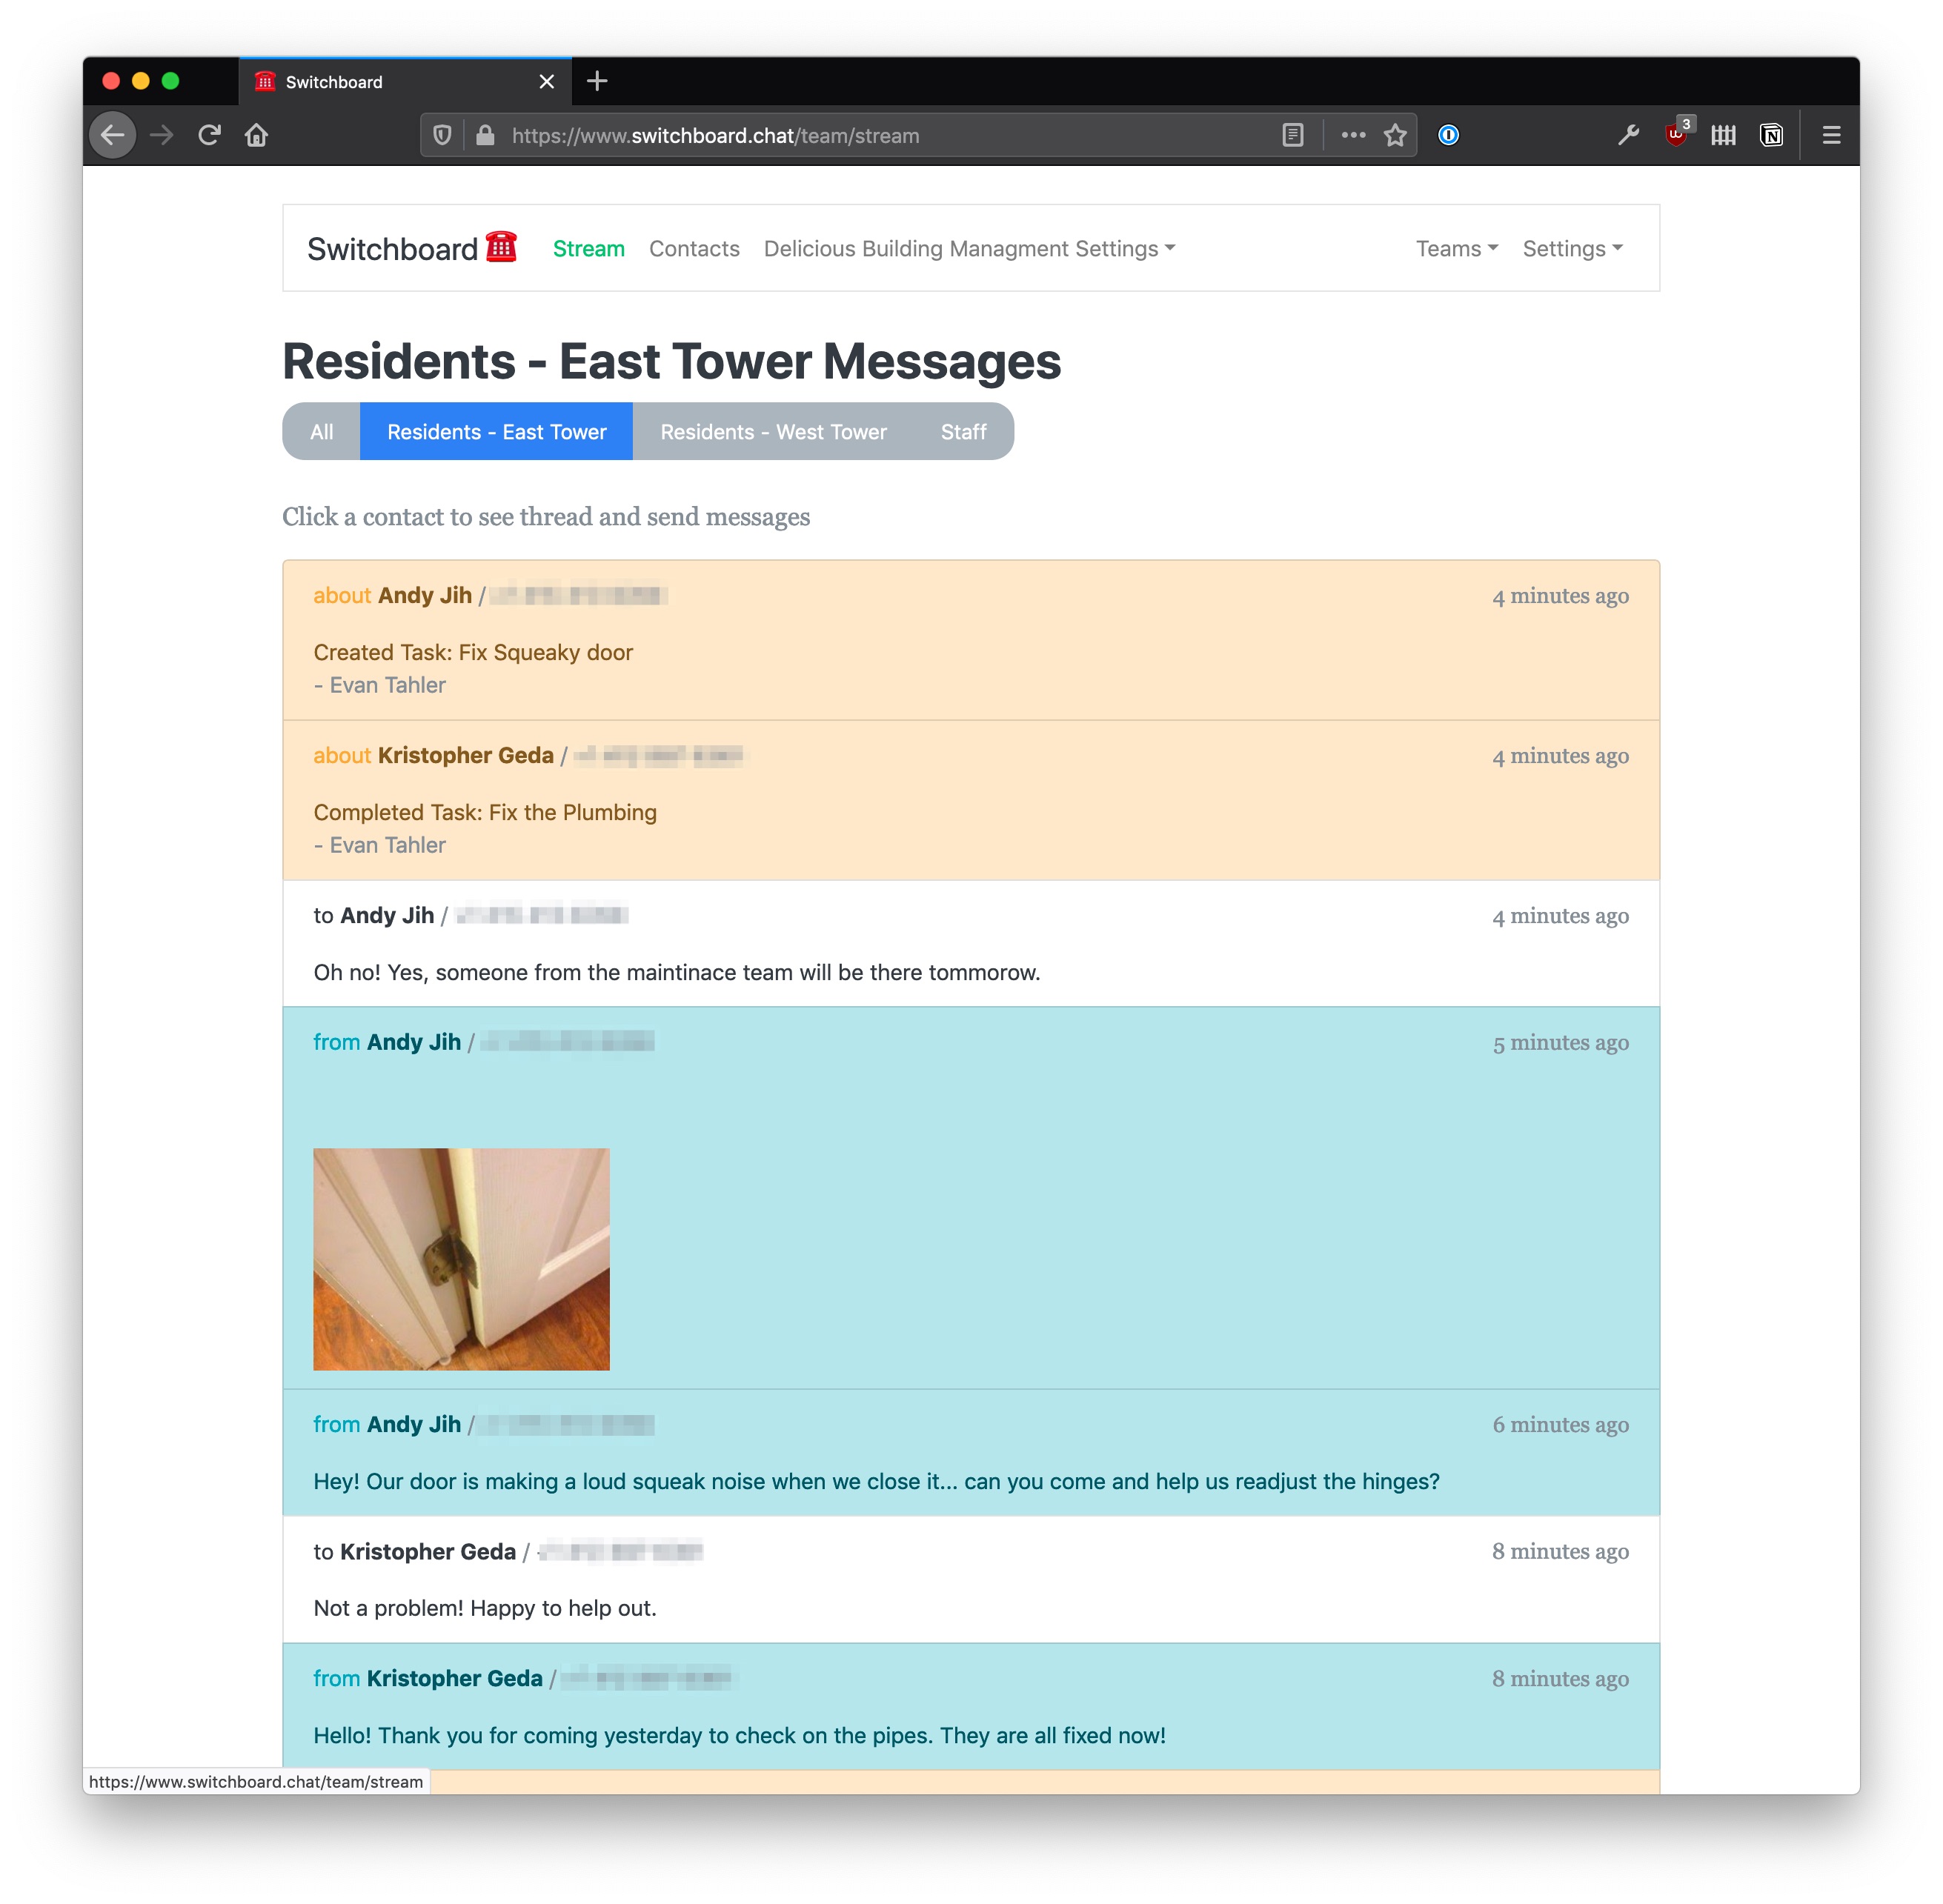 Switchboard
https://www.switchboard.chat/team/stream
3
Switchboard Stream Contacts Delicious Building Managment Settings Teams Settings
Residents - East Tower Messages
All Residents - East Tower Residents - West Tower Staff
Click a contact to see thread and send messages
about Andy Jih / 4 minutes ago
Created Task: Fix Squeaky door
- Evan Tahler
about Kristopher Geda / 4 minutes ago
Completed Task: Fix the Plumbing
- Evan Tahler
to Andy Jih / 4 minutes ago
Oh no! Yes, someone from the maintinace team will be there tommorow.
from Andy Jih / 5 minutes ago
from Andy Jih / 6 minutes ago
Hey! Our door is making a loud squeak noise when we close it... can you come and help us readjust the hinges?
to Kristopher Geda / 8 minutes ago
Not a problem! Happy to help out.
from Kristopher Geda / 8 minutes ago
Hello! Thank you for coming yesterday to check on the pipes. They are all fixed now!
https://www.switchboard.chat/team/stream